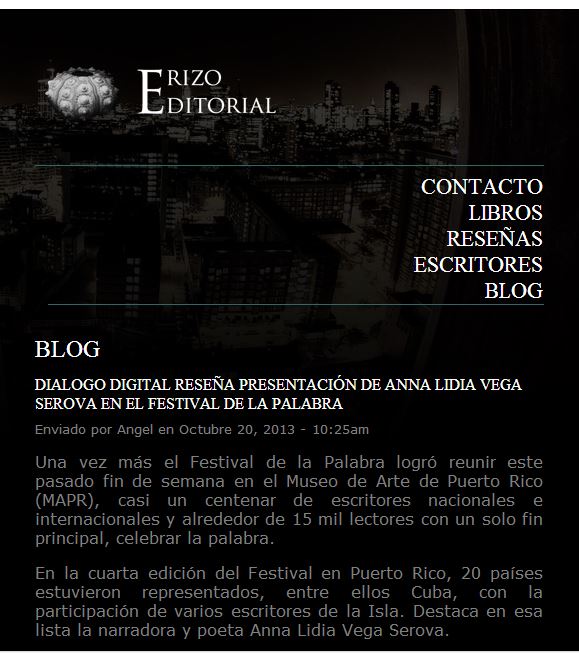 ERIZO
EDITORIAL
CONTACTO
LIBROS
RESEÑAS
ESCRITORES
BLOG
BLOG
DIALOGO DIGITAL RESEÑA PRESENTACIÓN DE ANNA LIDIA VEGA
SEROVA EN EL FESTIVAL DE LA PALABRA
Enviado por Angel en Octubre 20, 2013 - 10:25am
Una vez más el Festival de la Palabra logró reunir este
pasado fin de semana en el Museo de Arte de Puerto Rico
(MAPR), casi un centenar de escritores nacionales e
internacionales y alrededor de 15 mil lectores con un solo fin
principal, celebrar la palabra.
En la cuarta edición del Festival en Puerto Rico, 20 países
estuvieron representados, entre ellos Cuba, con la
participación de varios escritores de la Isla. Destaca en esa
lista la narradora y poeta Anna Lidia Vega Serova.